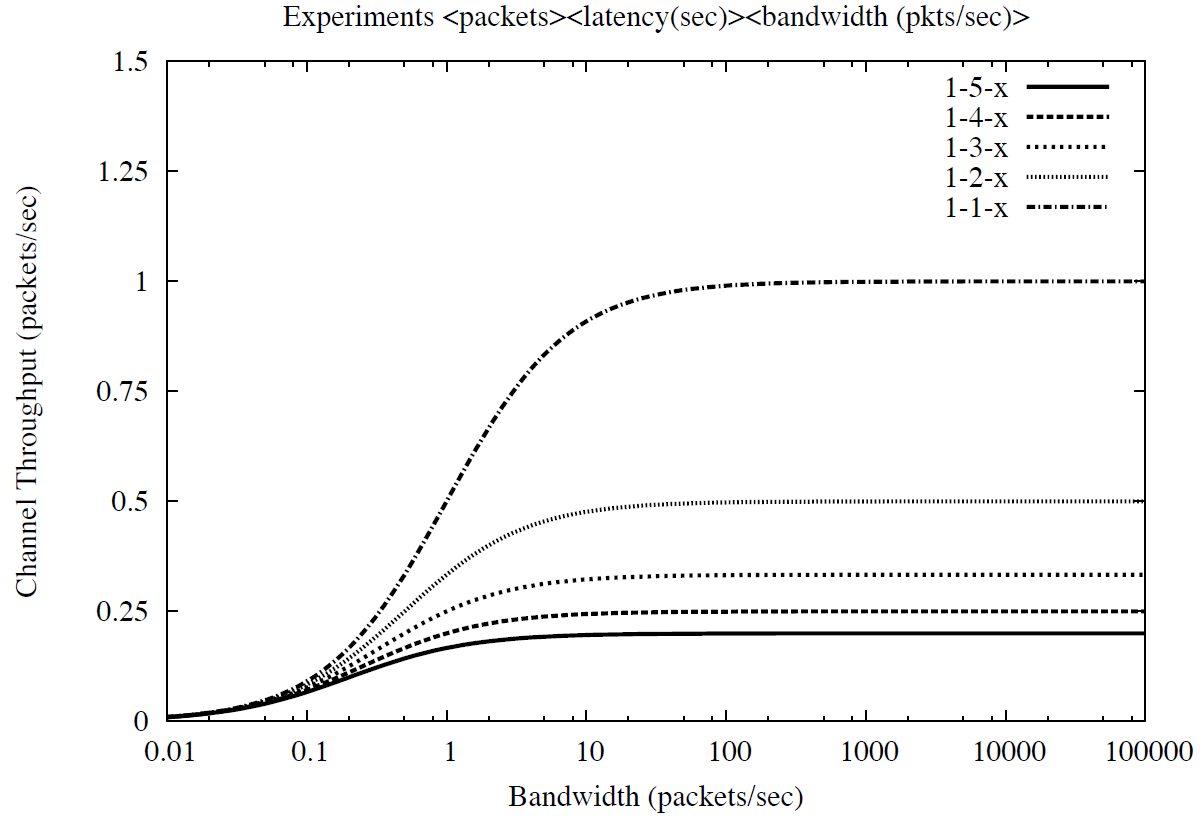 Experiments <packets><latency(sec)><bandwidth (pkts/sec)>
1.5
1.25
1
0.75
0.5
0.25
0
Channel Throughput (packets/sec)
1-5-x
1-4-x
1-3-x
1-2-x
1-1-x
0.01 0.1 1 10 100 1000 10000 100000
Bandwidth (packets/sec)